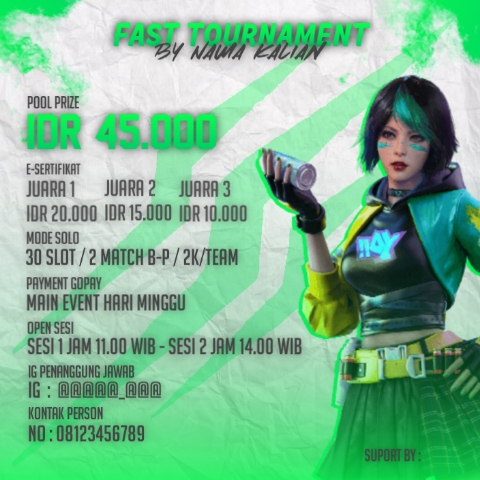 FAST TOURNAMENT
BY NAMA KALIAN
POOL PRIZE
IDR 45.000
E-SERTIFIKAT
JUARA 1 JUARA 2 JUARA 3
IDR 20.000 IDR 15.000 IDR 10.000
MODE SOLO
30 SLOT / 2 MATCH B-P / 2K/TEAM
PAYMENT GOPAY
MAIN EVENT HARI MINGGU
OPEN SESI
SESI 1 JAM 11.00 WIB - SESI 2 JAM 14.00 WIB
IG PENANGGUNG JAWAB
IG : @@@@@_@@@
KONTAK PERSON
NO : 08123456789
SUPORT BY :